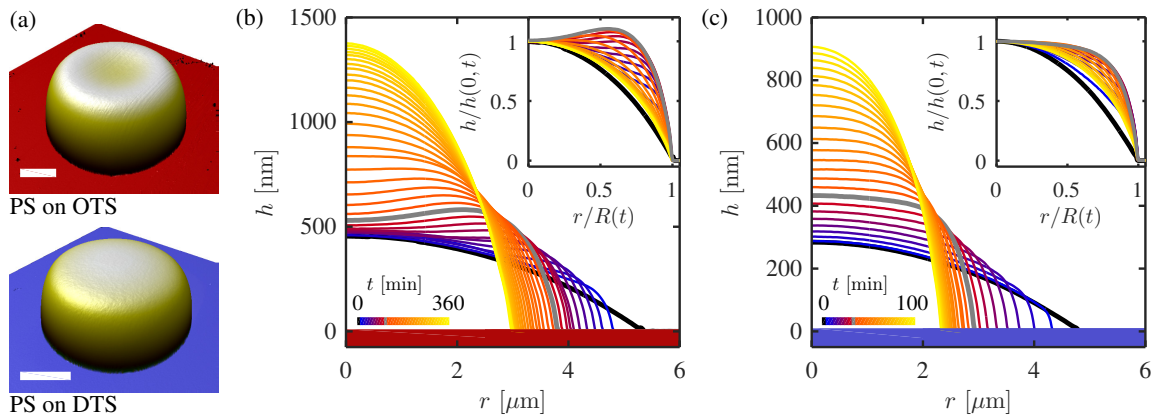 (a)
PS on OTS
PS on DTS
(b)
h [nm]
1500
1000
500
0
0 2 4 6
r [μm]
t [min]
0 360
h/h(0, t)
1
0.5
0
0 0.5 1
r/R(t)
(c)
h [nm]
1000
800
600
400
200
0
0 2 4 6
r [μm]
t [min]
0 100
h/h(0, t)
1
0.5
0
0 0.5 1
r/R(t)